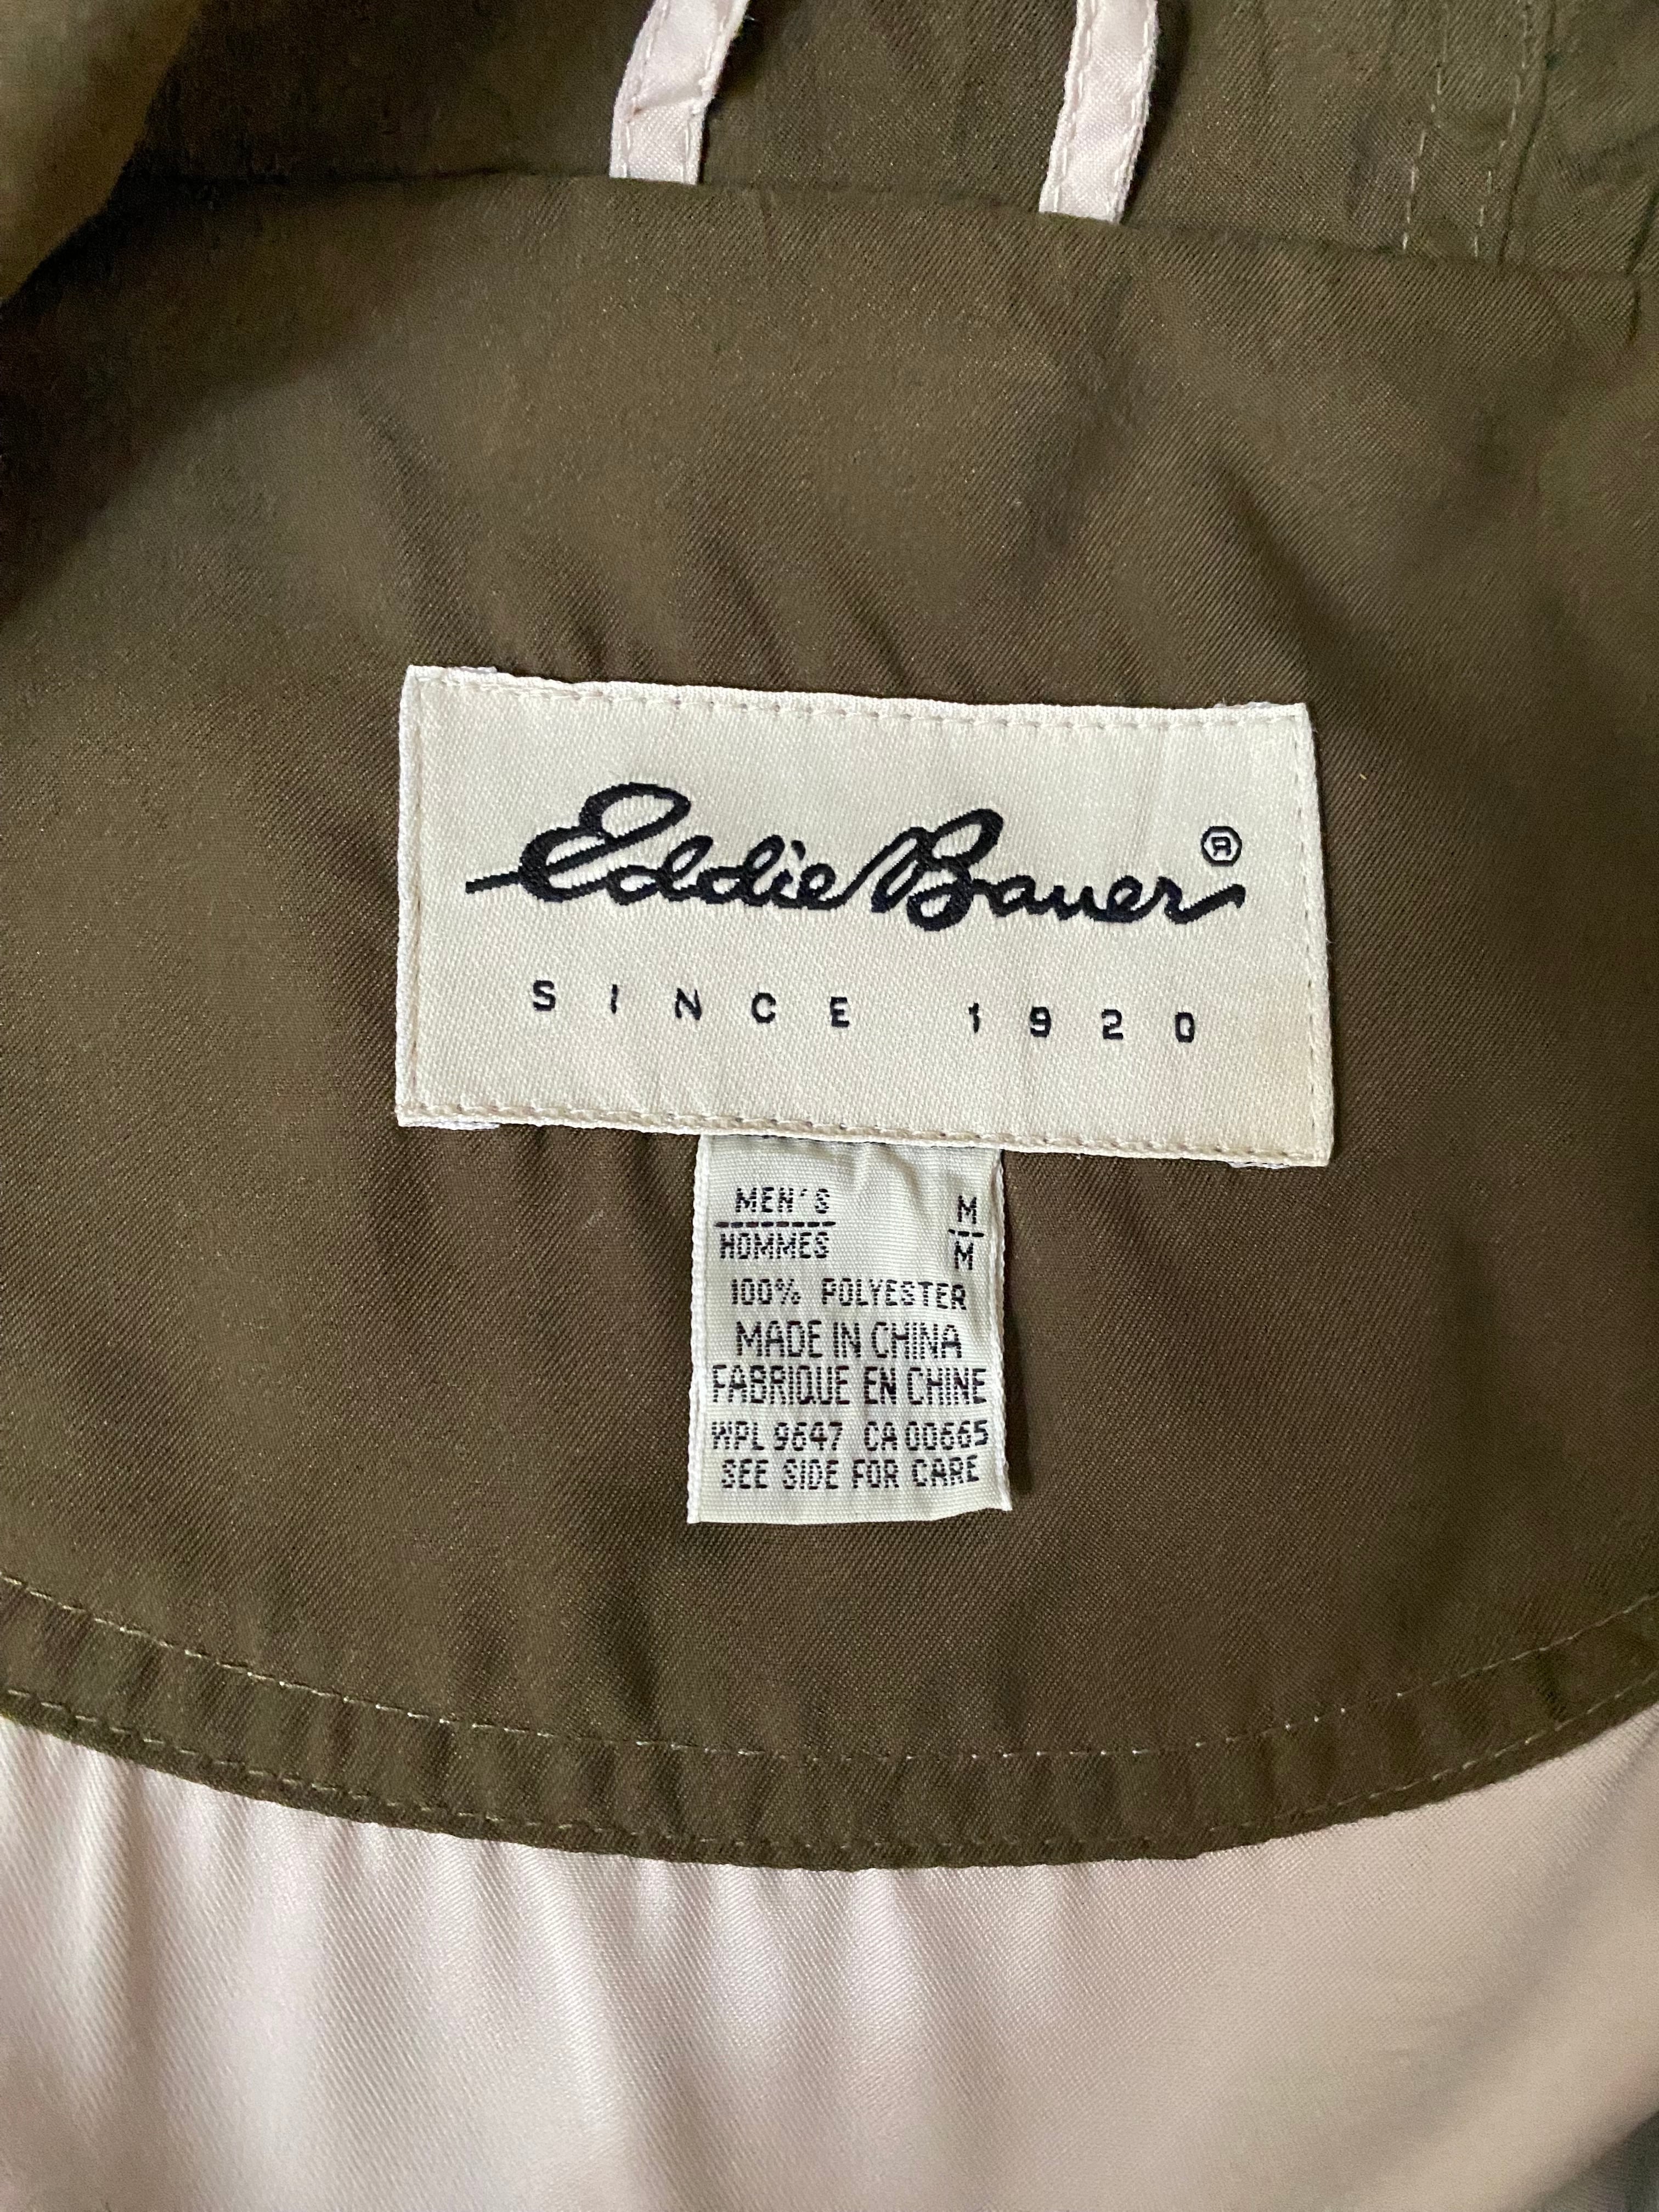 Eddie Bauer®
SINCE 1920
MEN'S M
HOMMES M
100% POLYESTER
MADE IN CHINA
FABRIQUE EN CHINE
WPL 9647 CA 00665
SEE SIDE FOR CARE